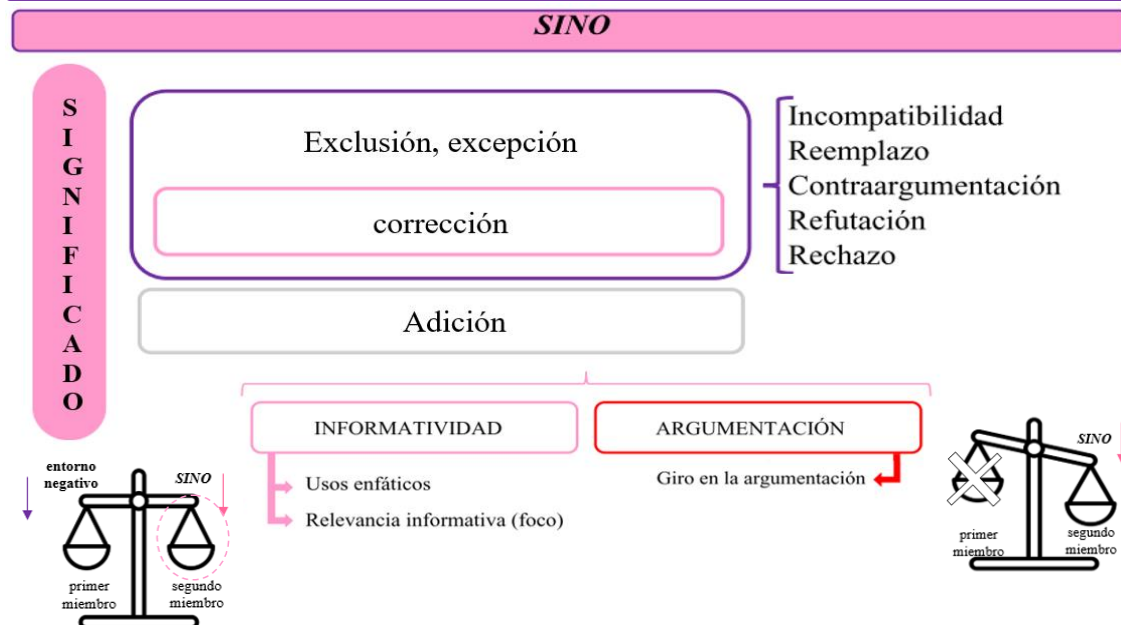 SINO
SIGNIFICADO
Exclusión, excepción
corrección
Incompatibilidad
Reemplazo
Contraargumentación
Refutación
Rechazo
Adición
INFORMATIVIDAD
Usos enfáticos
Relevancia informativa (foco)
ARGUMENTACIÓN
Giro en la argumentación
entorno
negativo
SINO
primer
miembro
segundo
miembro
SINO
primer
miembro
segundo
miembro